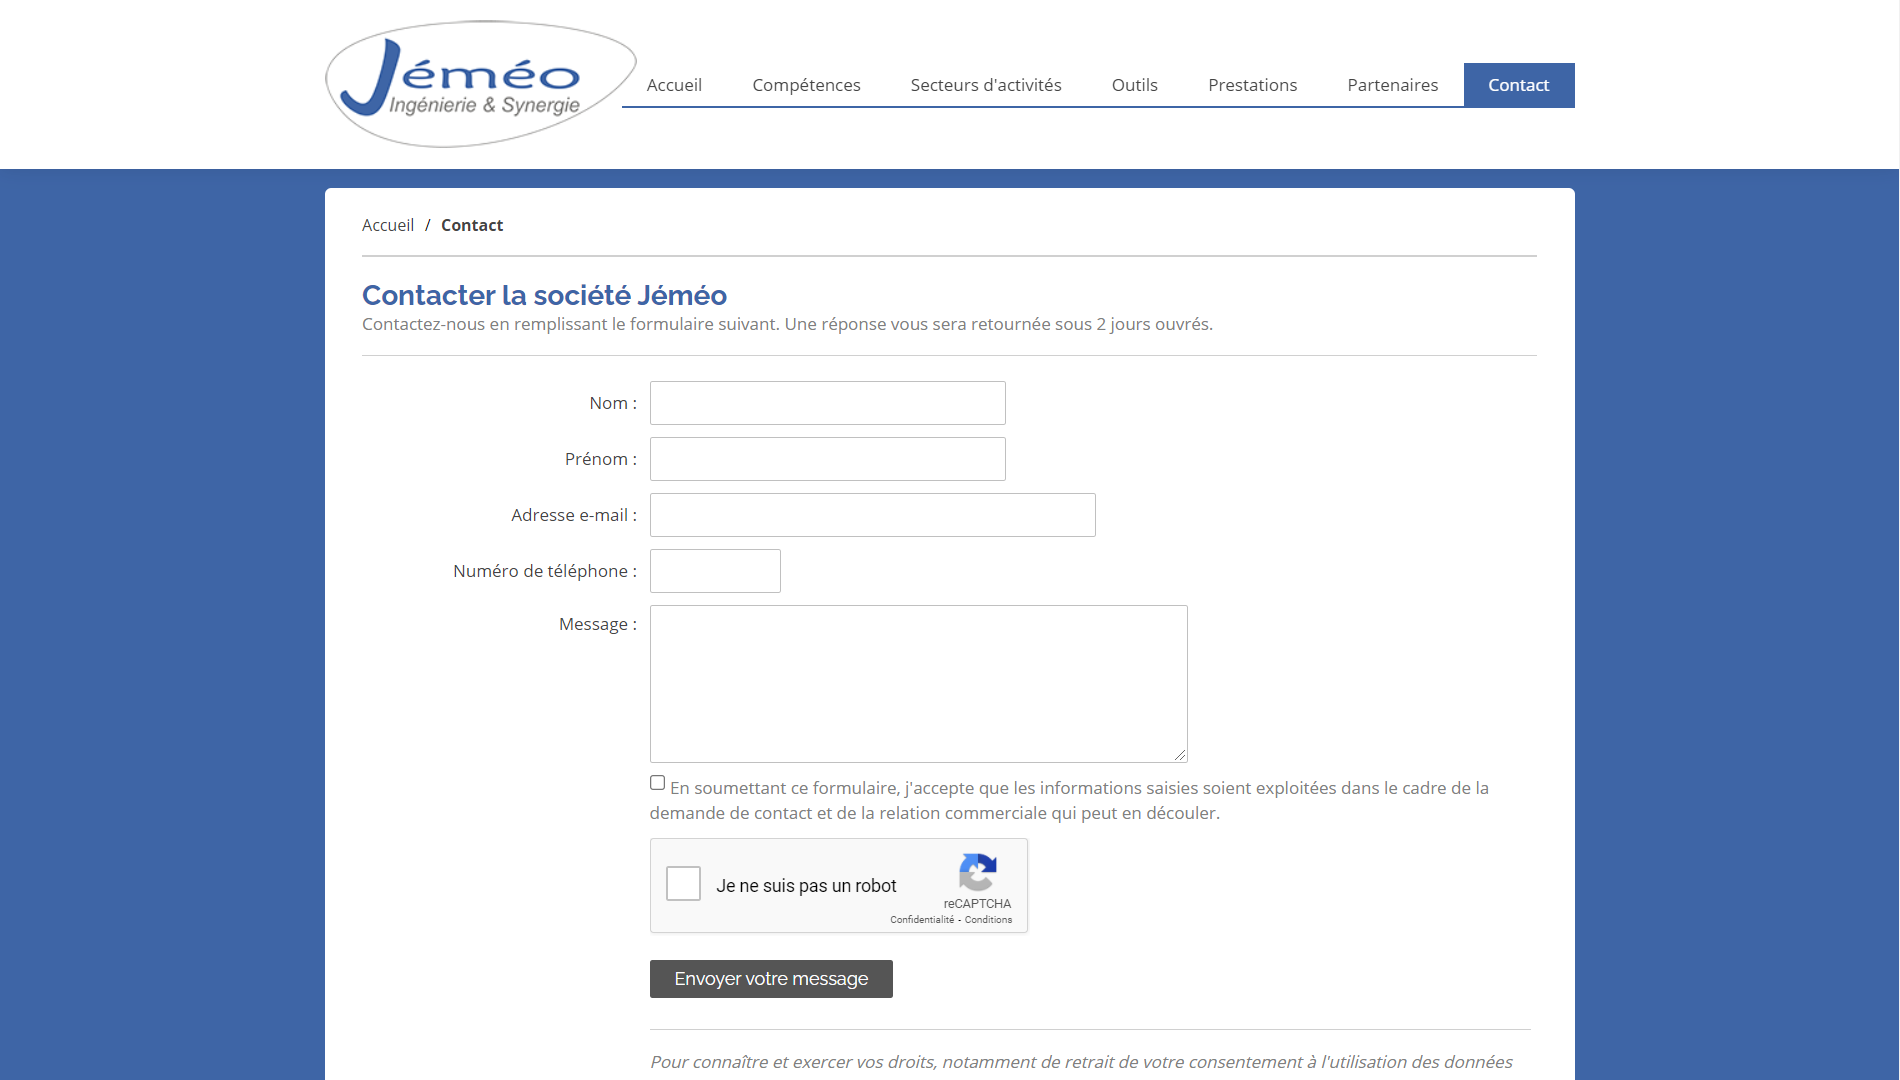 Jéméo
Ingénierie & Synergie
Accueil
Compétences
Secteurs d'activités
Outils
Prestations
Partenaires
Contact
Accueil / Contact
Contacter la société Jéméo
Contactez-nous en remplissant le formulaire suivant. Une réponse vous sera retournée sous 2 jours ouvrés.
Nom :
Prénom :
Adresse e-mail :
Numéro de téléphone :
Message :
En soumettant ce formulaire, j'accepte que les informations saisies soient exploitées dans le cadre de la
demande de contact et de la relation commerciale qui peut en découler.
Je ne suis pas un robot
reCAPTCHA
Confidentialité - Conditions
Envoyer votre message
Pour connaître et exercer vos droits, notamment de retrait de votre consentement à l'utilisation des données